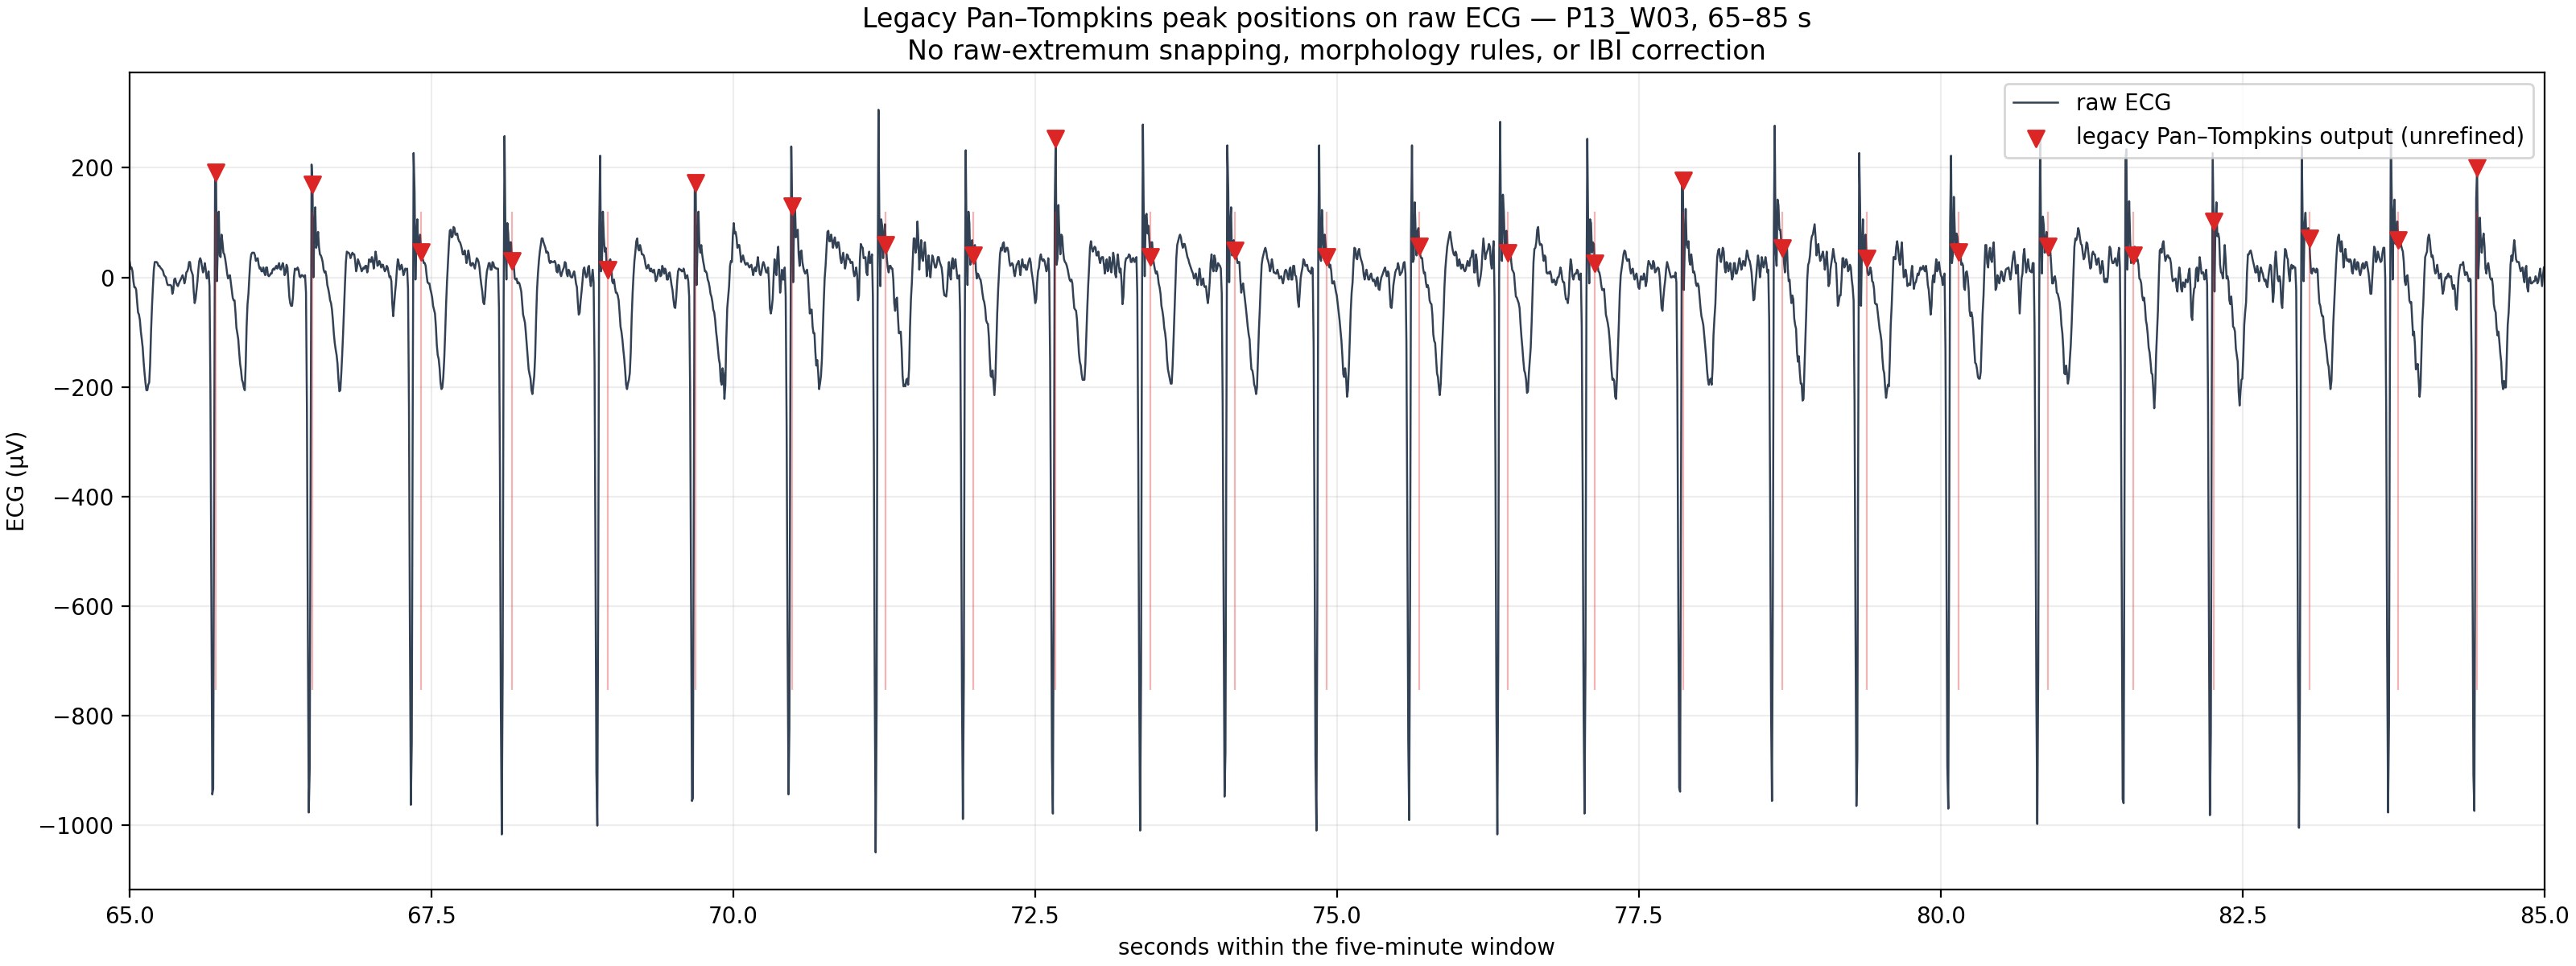 Legacy Pan–Tompkins peak positions on raw ECG — P13_W03, 65–85 s
No raw-extremum snapping, morphology rules, or IBI correction
raw ECG
legacy Pan–Tompkins output (unrefined)
ECG (µV)
200
0
−200
−400
−600
−800
−1000
65.0
67.5
70.0
72.5
75.0
77.5
80.0
82.5
85.0
seconds within the five-minute window